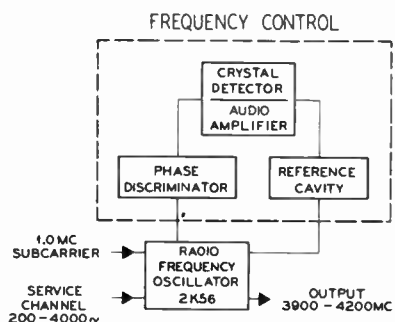 FREQUENCY CONTROL
CRYSTAL
DETECTOR
AUDIO
AMPLIFIER
PHASE
DISCRIMINATOR
REFERENCE
CAVITY
1.0 MC
SUBCARRIER
RADIO
FREQUENCY
OSCILLATOR
2K56
SERVICE
CHANNEL
200-4000~
OUTPUT
3900-4200MC